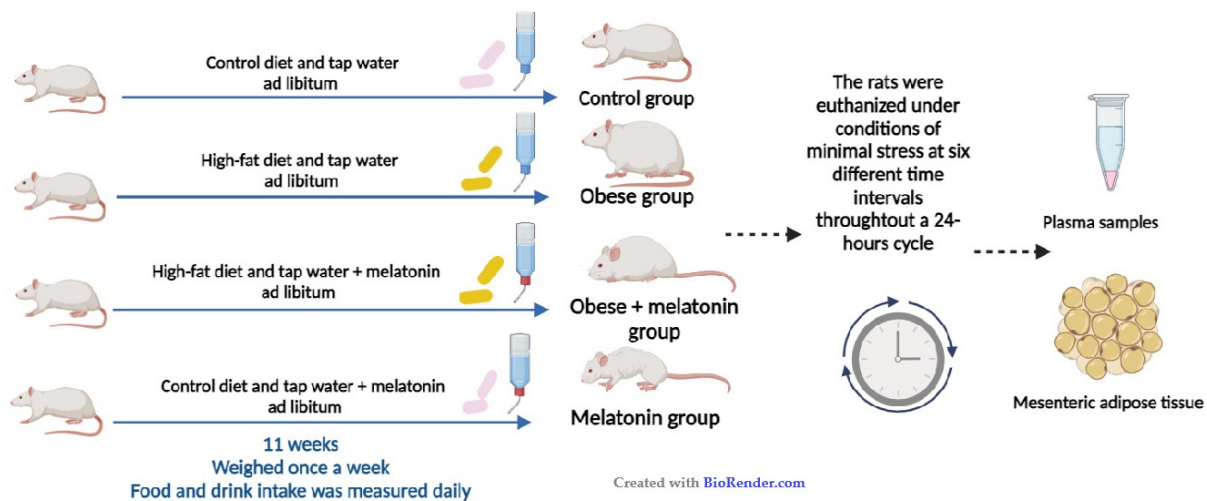 Control diet and tap water
ad libitum
Control group
High-fat diet and tap water
ad libitum
Obese group
High-fat diet and tap water + melatonin
ad libitum
Obese + melatonin
group
Control diet and tap water + melatonin
ad libitum
Melatonin group
11 weeks
Weighed once a week
Food and drink intake was measured daily
The rats were
euthanized under
conditions of
minimal stress at six
different time
intervals
throughtout a 24-
hours cycle
Plasma samples
Mesenteric adipose tissue
Created with BioRender.com